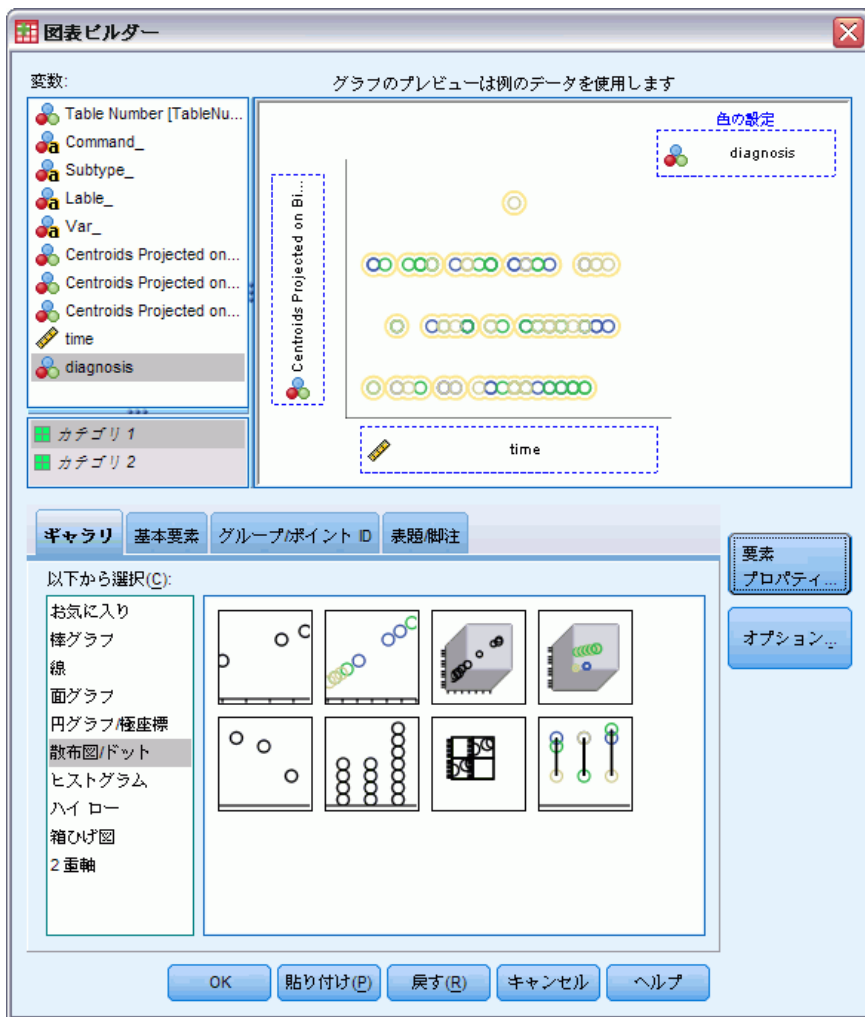 図表ビルダー
変数:
グラフのプレビューは例のデータを使用します
Table Number [TableNu...
Command_
Subtype_
Lable_
Var_
Centroids Projected on...
Centroids Projected on...
Centroids Projected on...
time
diagnosis
カテゴリ 1
カテゴリ 2
色の設定
diagnosis
Centroids Projected on Bi...
time
ギャラリ
基本要素
グループ/ポイント ID
表題/脚注
以下から選択(C):
お気に入り
棒グラフ
線
面グラフ
円グラフ/極座標
散布図/ドット
ヒストグラム
ハイ ロー
箱ひげ図
2 重軸
要素
プロパティ...
オプション...
OK
貼り付け(P)
戻す(R)
キャンセル
ヘルプ